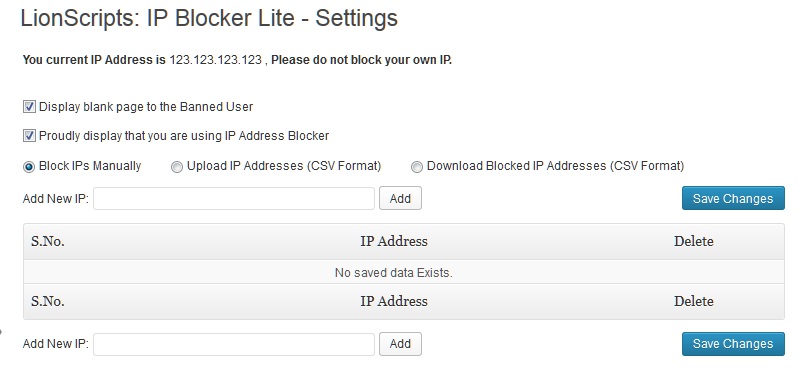 LionScripts: IP Blocker Lite - Settings
You current IP Address is 123.123.123.123 , Please do not block your own IP.
Display blank page to the Banned User
Proudly display that you are using IP Address Blocker
Block IPs Manually Upload IP Addresses (CSV Format) Download Blocked IP Addresses (CSV Format)
Add New IP: Add Save Changes
S.No. IP Address Delete
No saved data Exists.
S.No. IP Address Delete
Add New IP: Add Save Changes